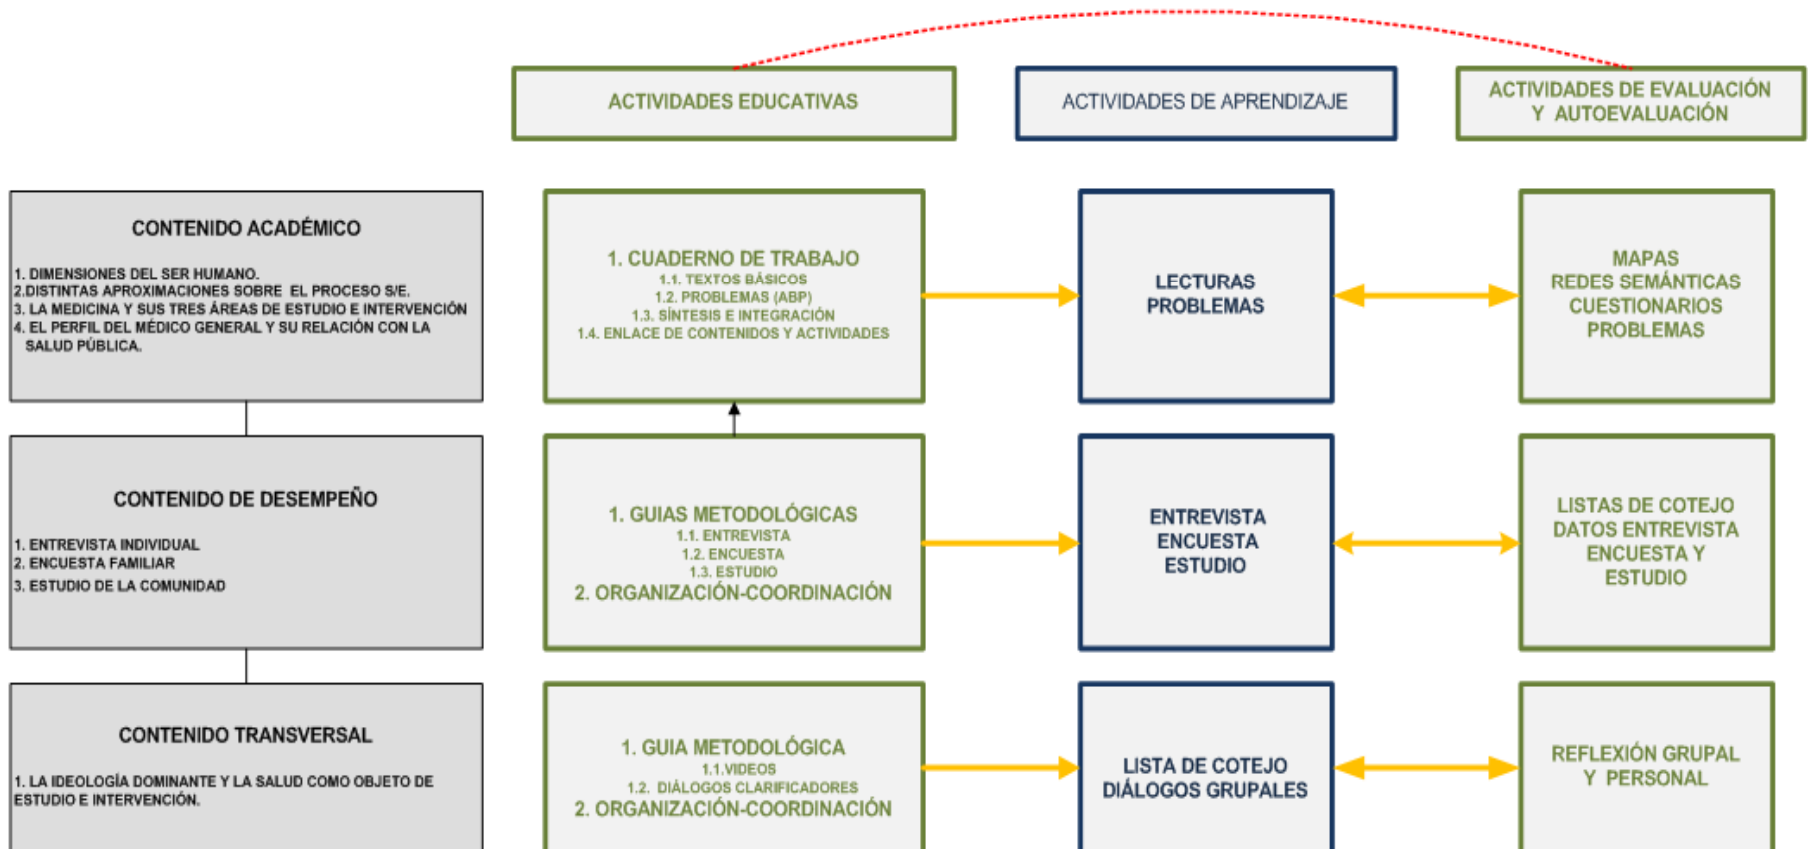 ACTIVIDADES EDUCATIVAS
ACTIVIDADES DE APRENDIZAJE
ACTIVIDADES DE EVALUACIÓN
Y AUTOEVALUACIÓN
CONTENIDO ACADÉMICO
1. DIMENSIONES DEL SER HUMANO.
2.DISTINTAS APROXIMACIONES SOBRE EL PROCESO S/E.
3. LA MEDICINA Y SUS TRES ÁREAS DE ESTUDIO E INTERVENCIÓN
4. EL PERFIL DEL MÉDICO GENERAL Y SU RELACIÓN CON LA
SALUD PÚBLICA.
1. CUADERNO DE TRABAJO
1.1. TEXTOS BÁSICOS
1.2. PROBLEMAS (ABP)
1.3. SÍNTESIS E INTEGRACIÓN
1.4. ENLACE DE CONTENIDOS Y ACTIVIDADES
LECTURAS
PROBLEMAS
MAPAS
REDES SEMÁNTICAS
CUESTIONARIOS
PROBLEMAS
CONTENIDO DE DESEMPEÑO
1. ENTREVISTA INDIVIDUAL
2. ENCUESTA FAMILIAR
3. ESTUDIO DE LA COMUNIDAD
1. GUIAS METODOLÓGICAS
1.1. ENTREVISTA
1.2. ENCUESTA
1.3. ESTUDIO
2. ORGANIZACIÓN-COORDINACIÓN
ENTREVISTA
ENCUESTA
ESTUDIO
LISTAS DE COTEJO
DATOS ENTREVISTA
ENCUESTA Y
ESTUDIO
CONTENIDO TRANSVERSAL
1. LA IDEOLOGÍA DOMINANTE Y LA SALUD COMO OBJETO DE
ESTUDIO E INTERVENCIÓN.
1. GUIA METODOLÓGICA
1.1.VIDEOS
1.2. DIÁLOGOS CLARIFICADORES
2. ORGANIZACIÓN-COORDINACIÓN
LISTA DE COTEJO
DIÁLOGOS GRUPALES
REFLEXIÓN GRUPAL
Y PERSONAL